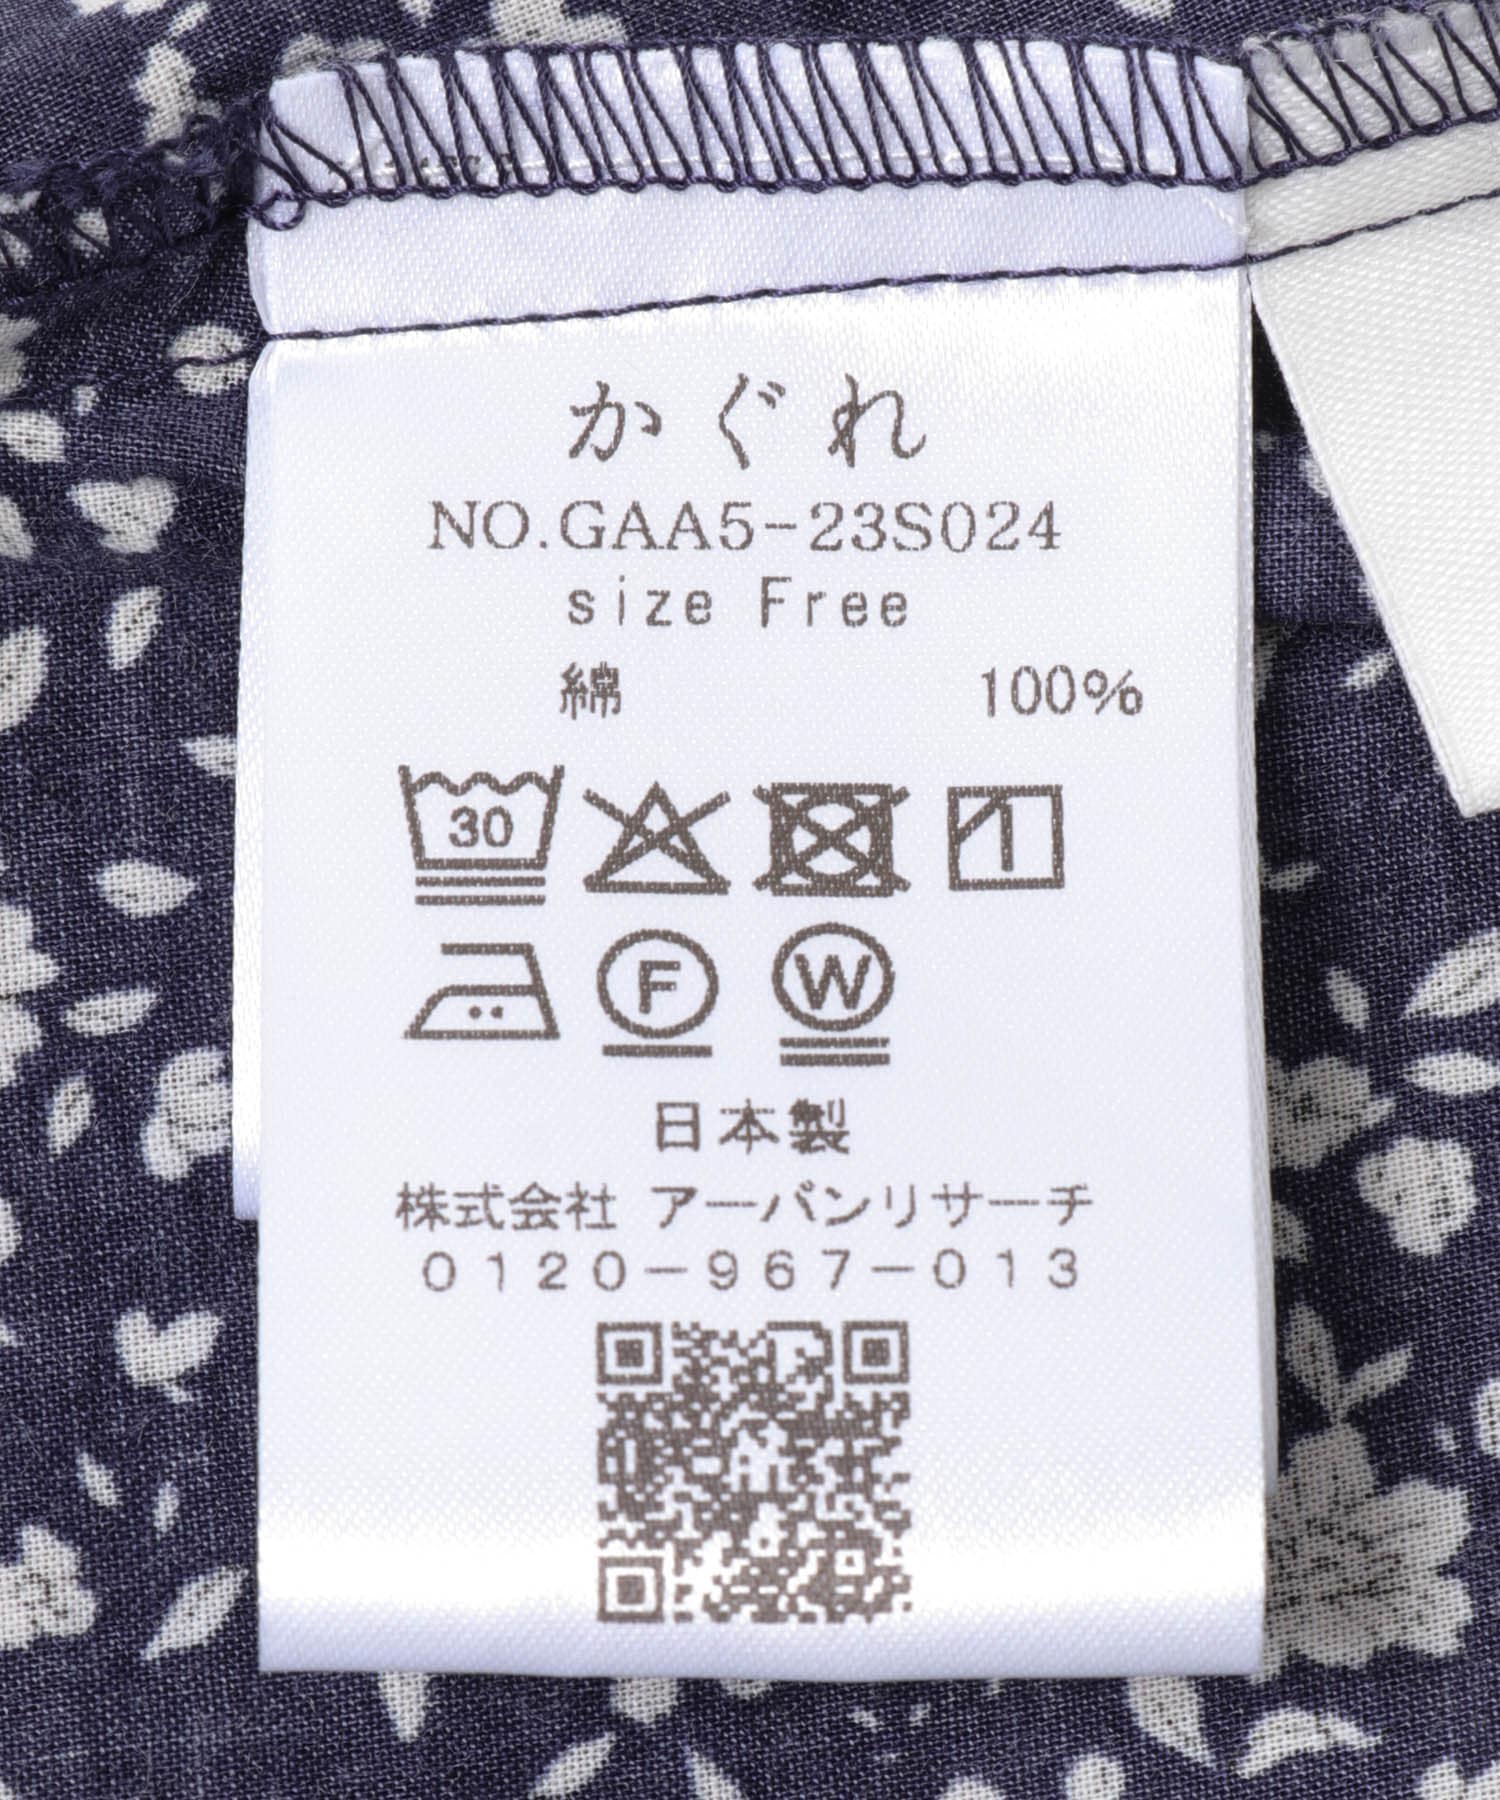 かぐれ
NO.GAA5-23S024
size Free
綿 100%
30
F W
日本製
株式会社 アーバンリサーチ
0120-967-013